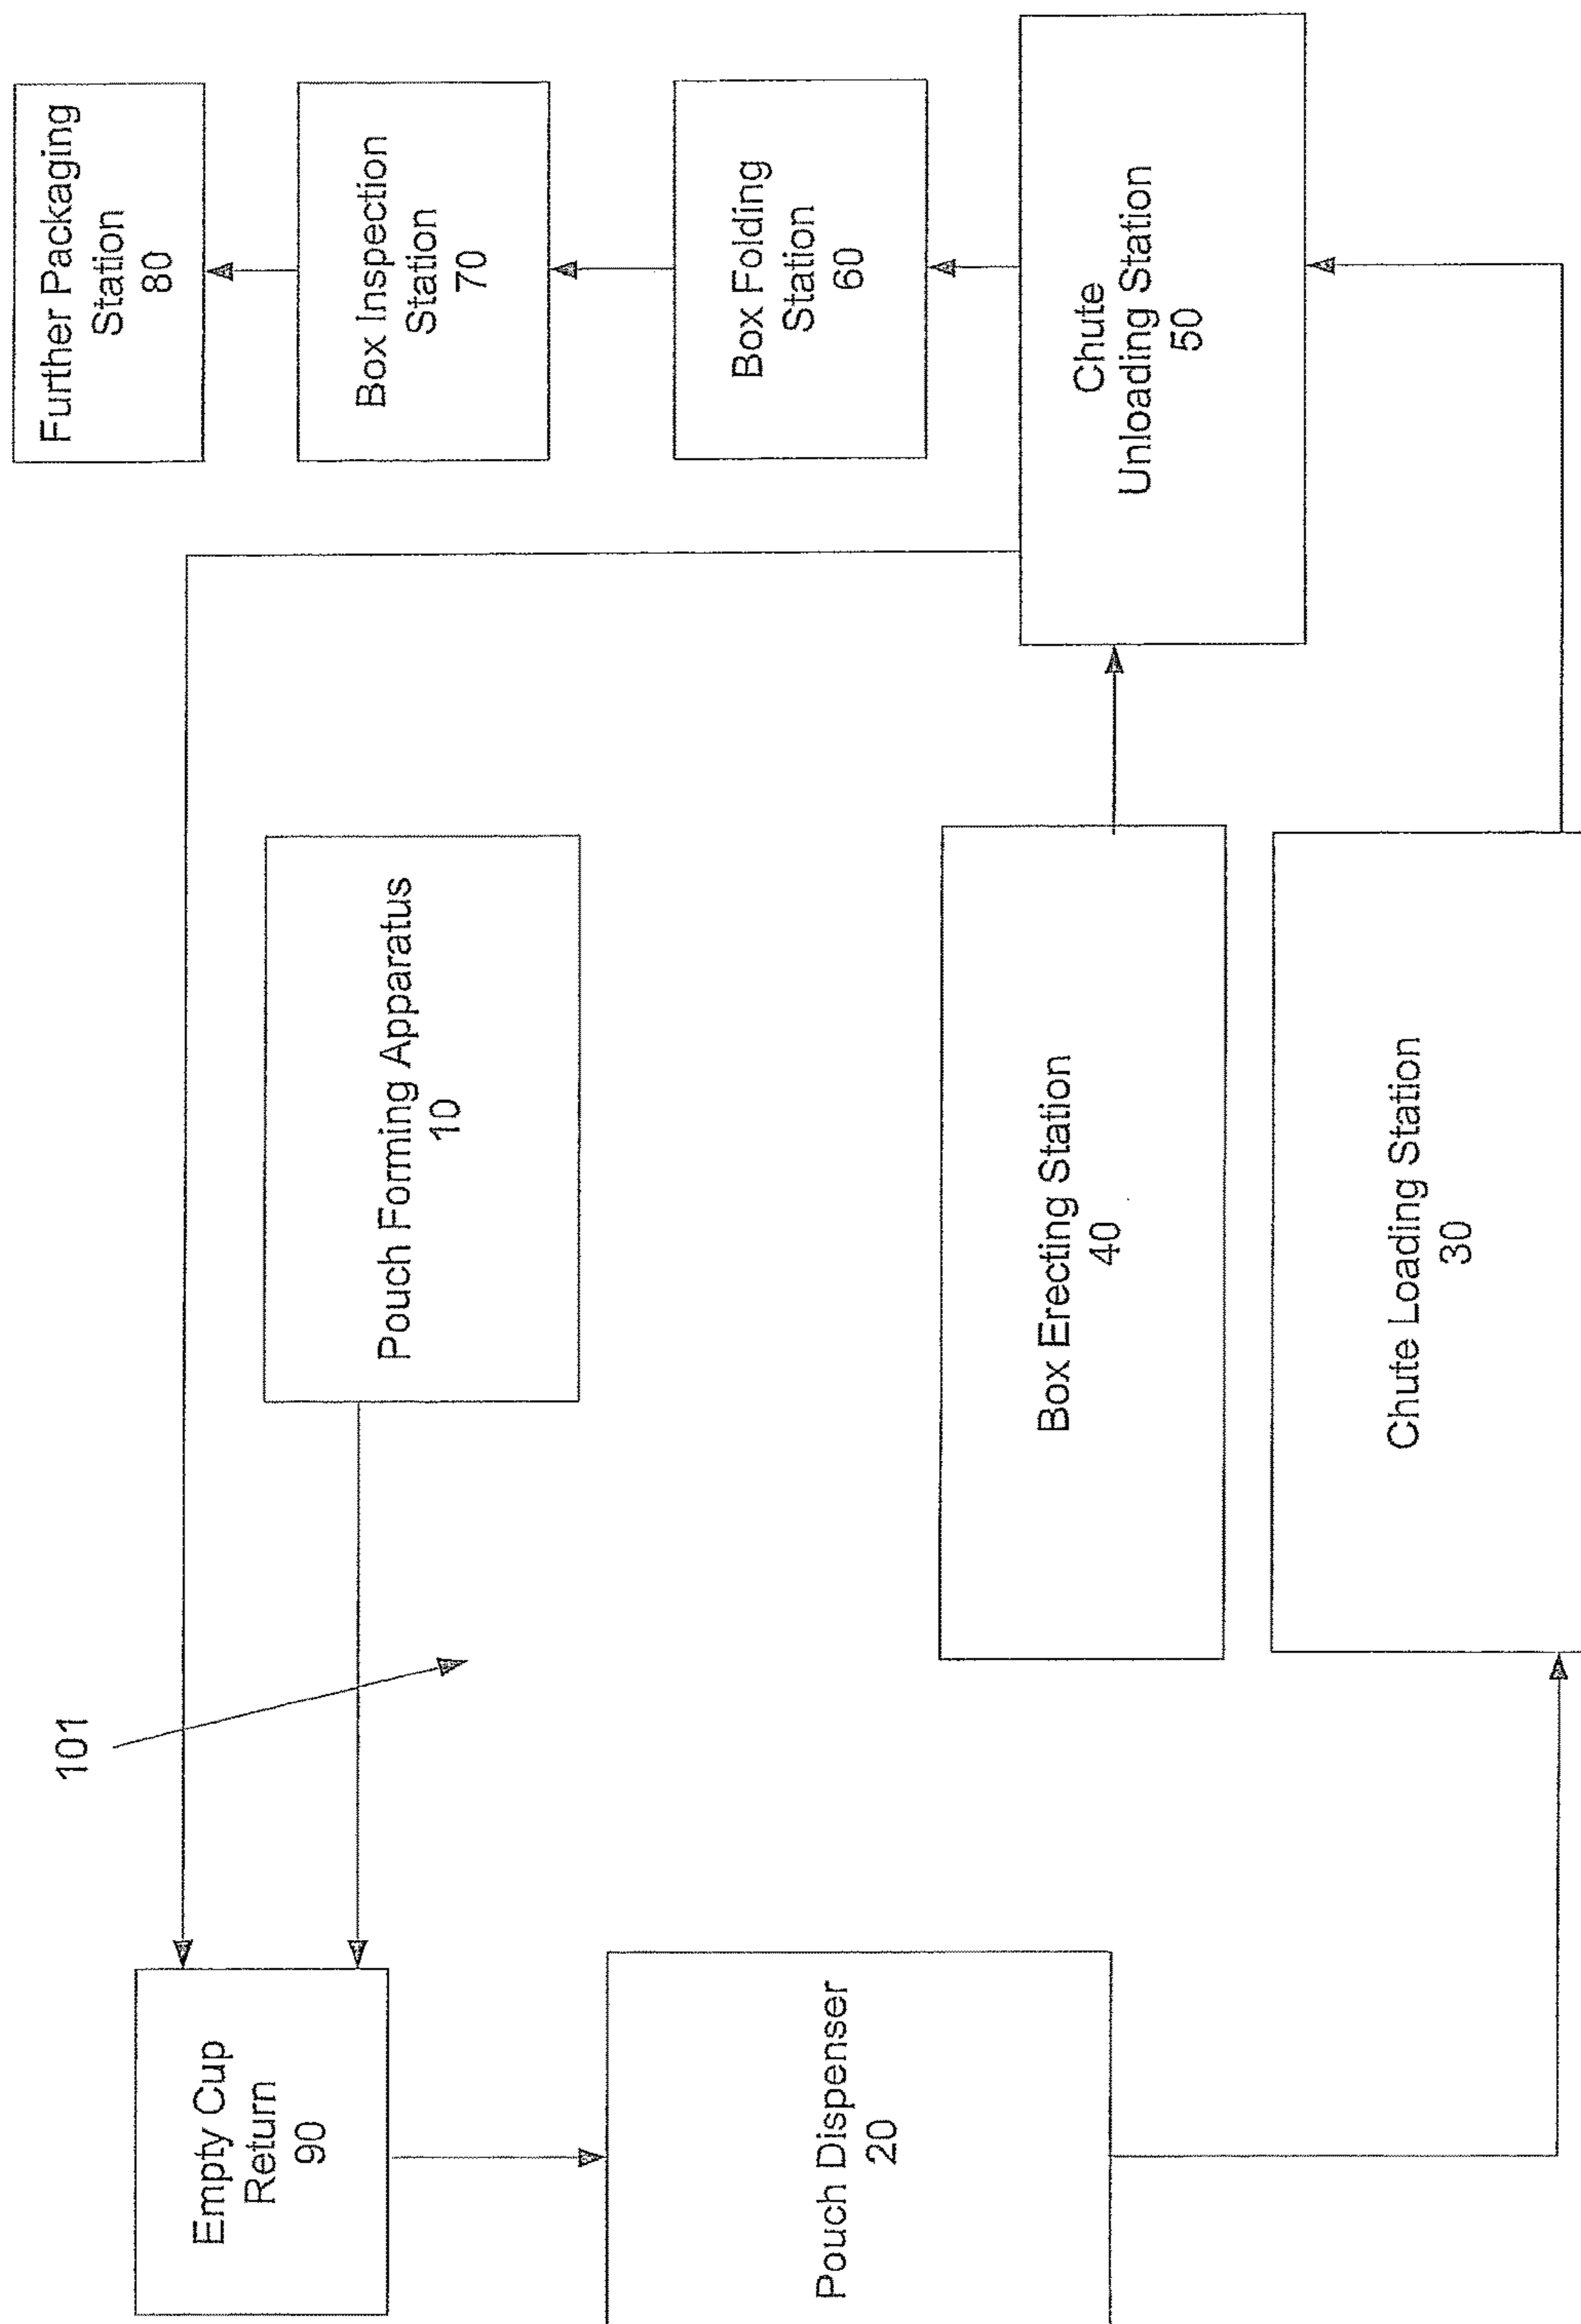 Further Packaging
Station
80
Box Inspection
Station
70
Box Folding
Station
60
Chute
Unloading Station
50
Pouch Forming Apparatus
10
Box Erecting Station
40
Chute Loading Station
30
101
Empty Cup
Return
90
Pouch Dispenser
20